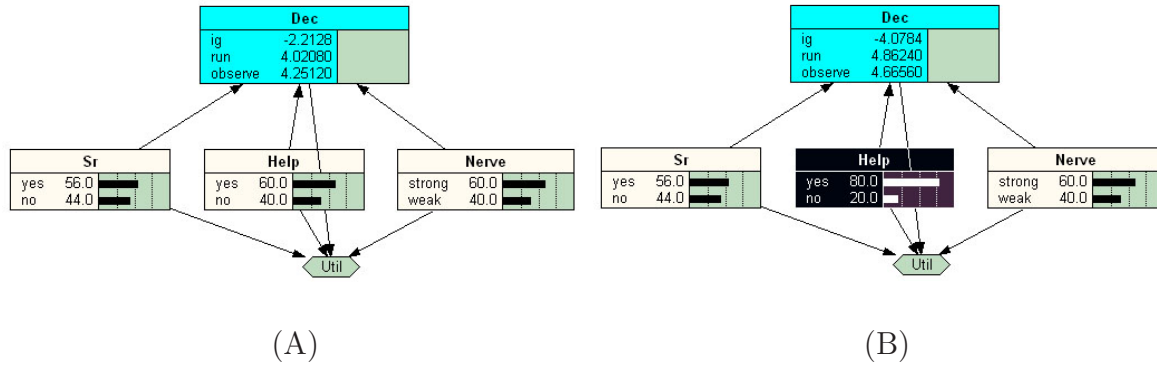 Dec
ig -2.2128
run 4.02080
observe 4.25120
Sr
yes 56.0
no 44.0
Help
yes 60.0
no 40.0
Nerve
strong 60.0
weak 40.0
Util
(A)
Dec
ig -4.0784
run 4.86240
observe 4.66560
Sr
yes 56.0
no 44.0
Help
yes 80.0
no 20.0
Nerve
strong 60.0
weak 40.0
Util
(B)